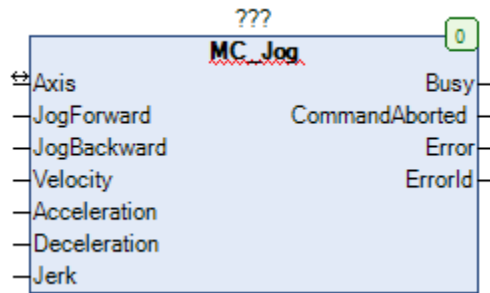 ???
0
MC_Jog
Axis Busy
JogForward CommandAborted
JogBackward Error
Velocity ErrorId
Acceleration
Deceleration
Jerk